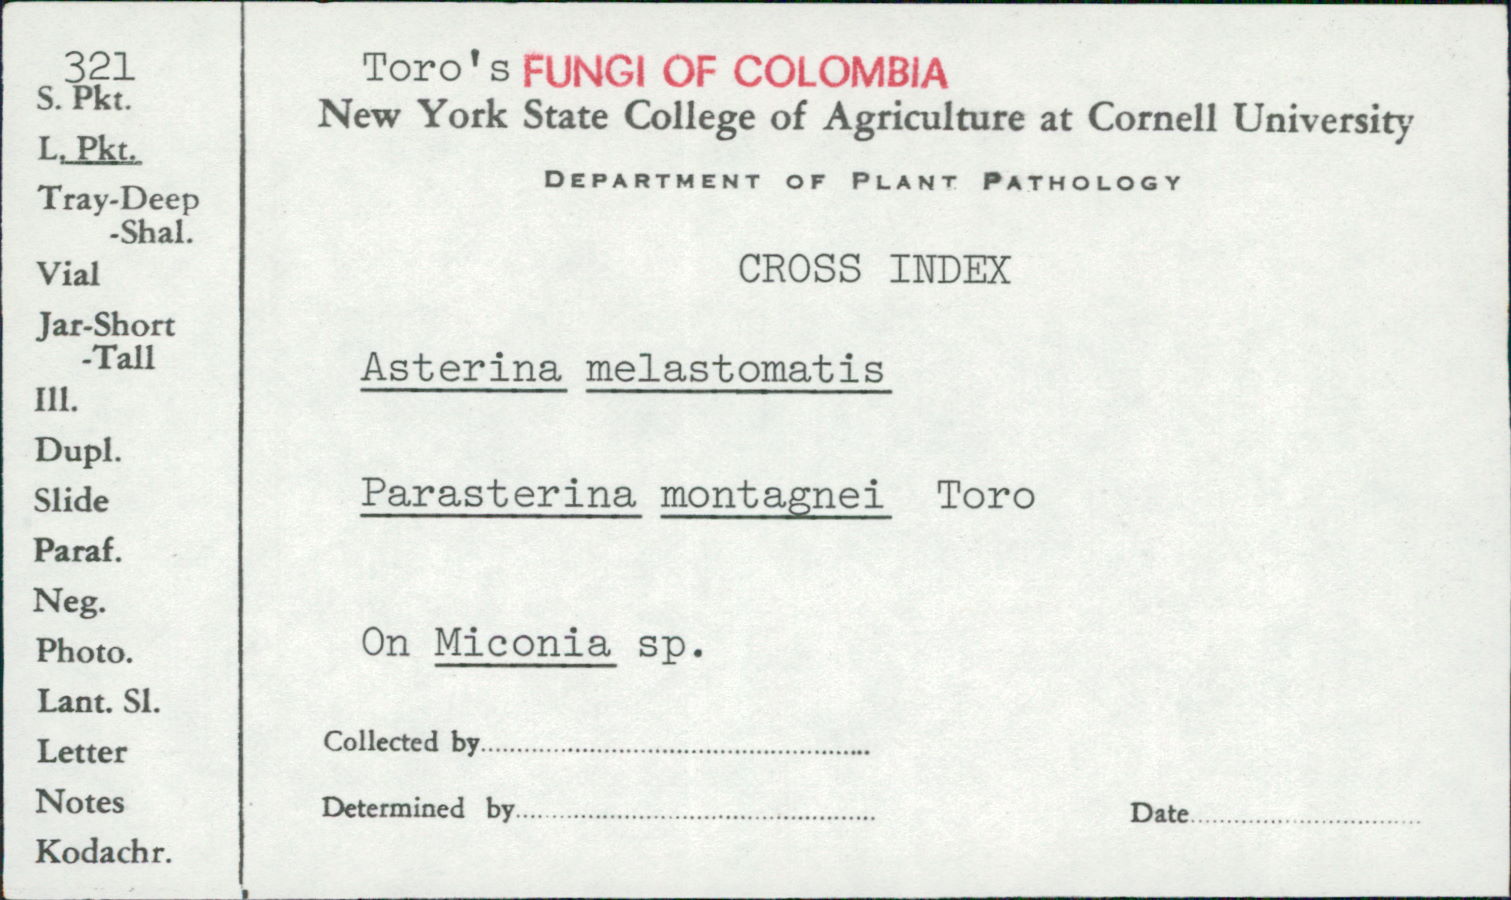 321
S. Pkt.
L. Pkt.
Tray-Deep
-Shal.
Vial
Jar-Short
-Tall
Ill.
Dupl.
Slide
Paraf.
Neg.
Photo.
Lant. Sl.
Letter
Notes
Kodachr.
Toro's FUNGI OF COLOMBIA
New York State College of Agriculture at Cornell University
DEPARTMENT OF PLANT PATHOLOGY
CROSS INDEX
Asterina melastomatis
Parasterina montagnei Toro
On Miconia sp.
Collected by
Determined by
Date